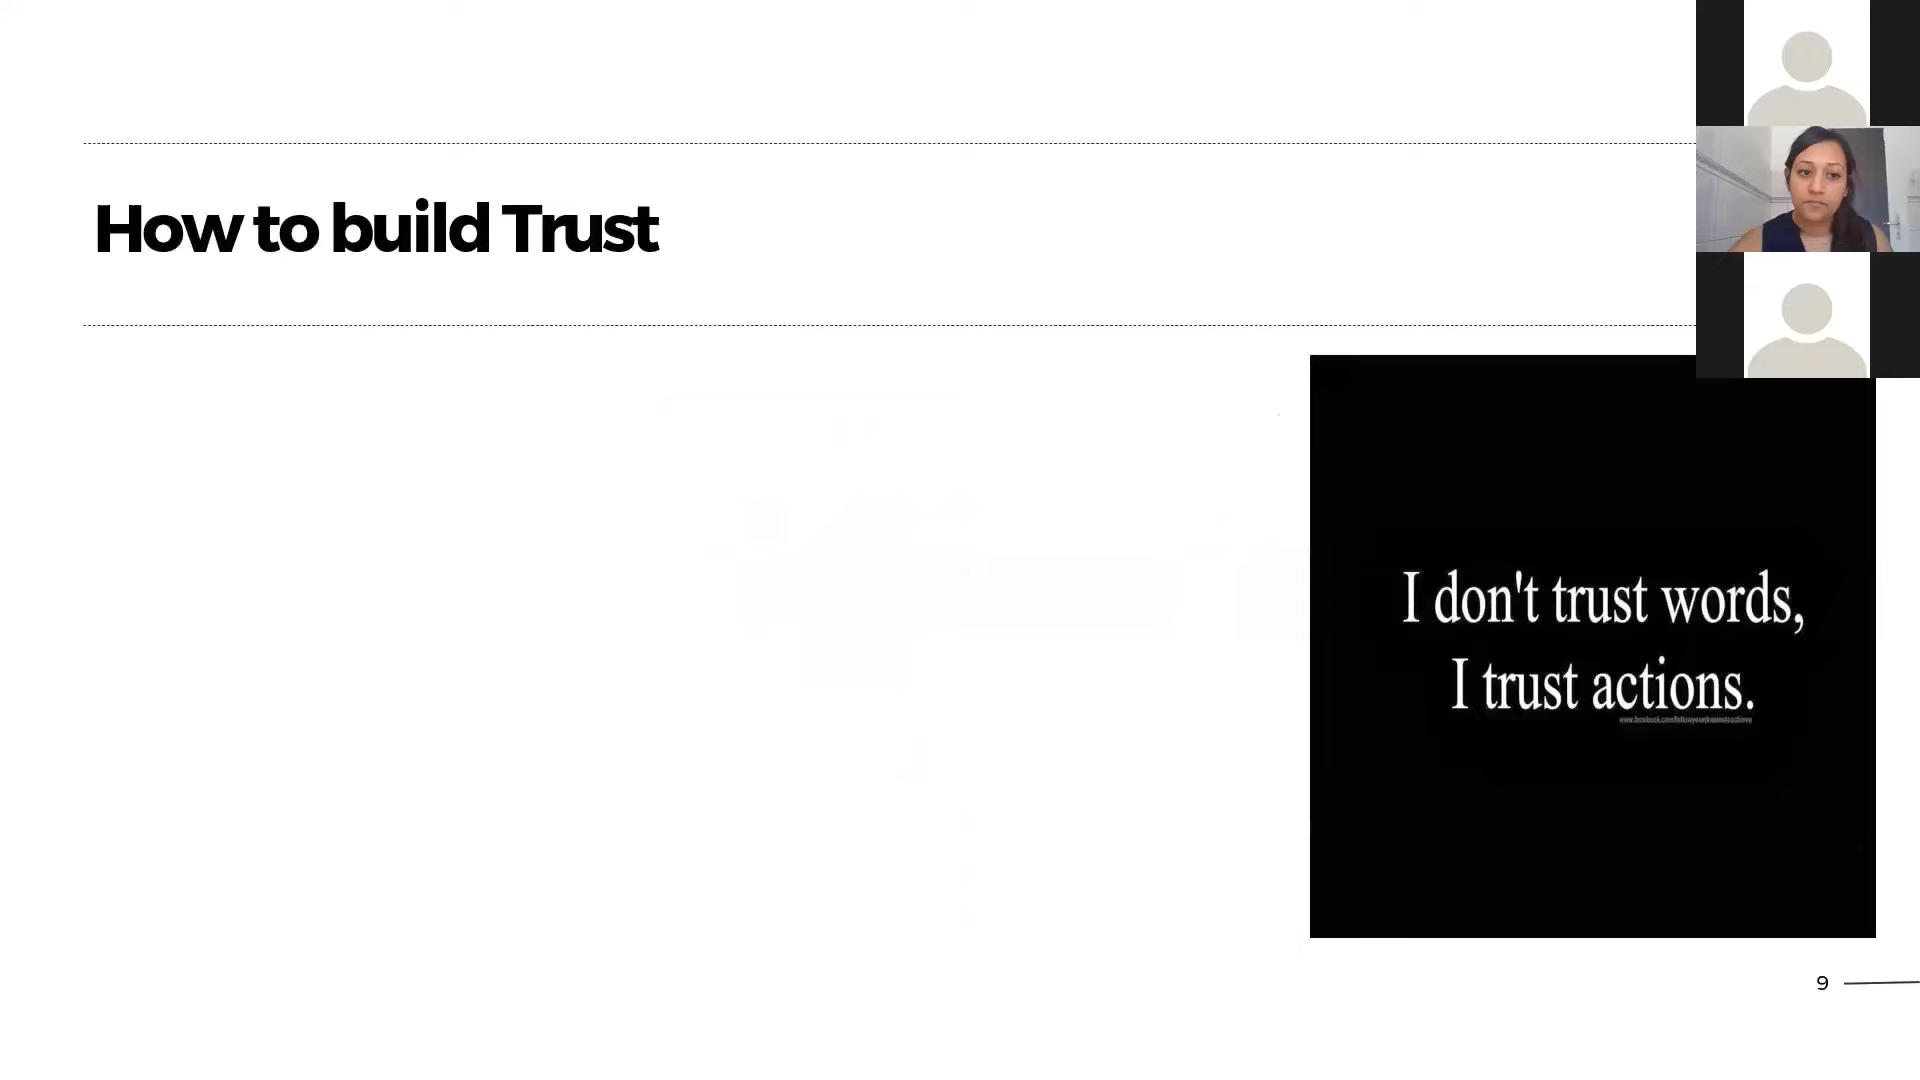 How to build Trust
I don't trust words,
I trust actions.
9